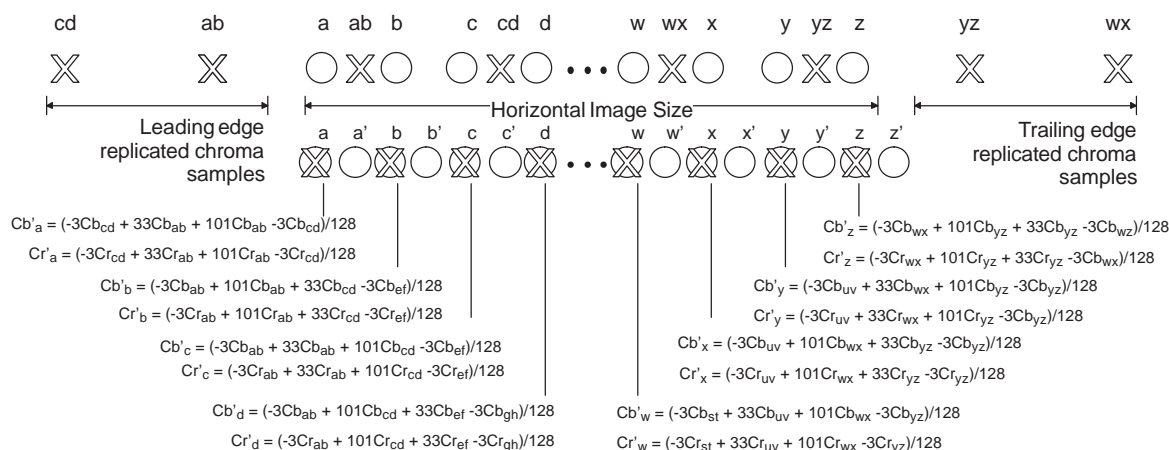 cd ab a ab b c cd d w wx x y yz z yz wx
Horizontal Image Size
Leading edge
replicated chroma
samples
Trailing edge
replicated chroma
samples
a a' b b' c c' d w w' x x' y y' z z'
Cb'a = (-3Cbcd + 33Cbab + 101Cbab -3Cbcd)/128
Cr'a = (-3Crcd + 33Crab + 101Crab -3Crcd)/128
Cb'b = (-3Cbab + 101Cbab + 33Cbcd -3Cbef)/128
Cr'b = (-3Crab + 101Crab + 33Crcd -3Cref)/128
Cb'c = (-3Cbab + 33Cbab + 101Cbcd -3Cbef)/128
Cr'c = (-3Crab + 33Crab + 101Crcd -3Cref)/128
Cb'd = (-3Cbab + 101Cbcd + 33Cbef -3Cbgh)/128
Cr'd = (-3Crab + 101Crcd + 33Cref -3Crgh)/128
Cb'z = (-3Cbwx + 101Cbyz + 33Cbyz -3Cbwz)/128
Cr'z = (-3Crwx + 101Cryz + 33Cryz -3Cbwx)/128
Cb'y = (-3Cbuv + 33Cbwx + 101Cbyz -3Cbyz)/128
Cr'y = (-3Cruv + 33Crwx + 101Cryz -3Cryz)/128
Cb'x = (-3Cbuv + 101Cbwx + 33Cbyz -3Cbyz)/128
Cr'x = (-3Cruv + 101Crwx + 33Cryz -3Cryz)/128
Cb'w = (-3Cbst + 33Cbuv + 101Cbwx -3Cbyz)/128
Cr'w = (-3Crst + 33Cruv + 101Crwx -3Cryz)/128